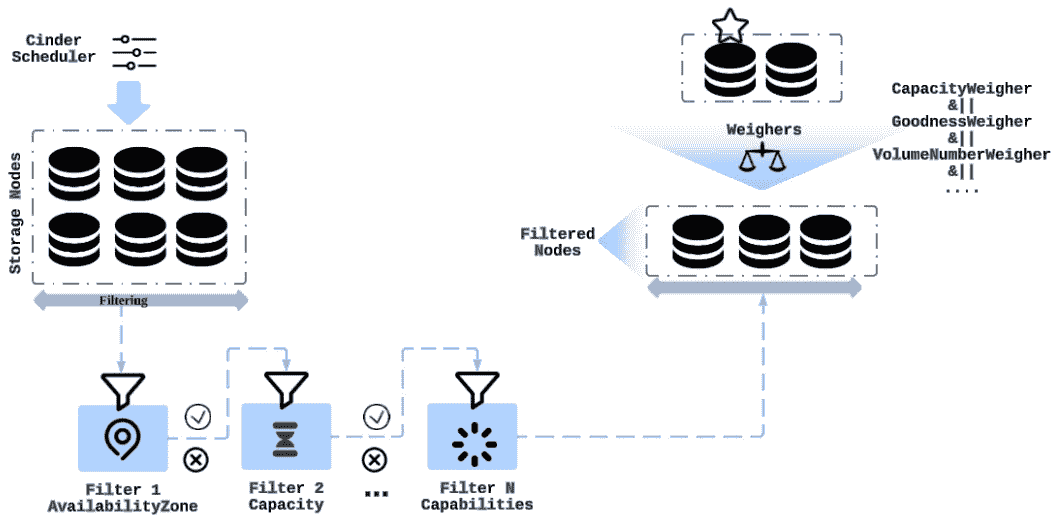 Cinder
Scheduler
Storage Nodes
Filtering
Filter 1
AvailabilityZone
Filter 2
Capacity
...
Filter N
Capabilities
Filtered
Nodes
Weighers
CapacityWeigher
&||
GoodnessWeigher
&||
VolumeNumberWeigher
&||
....